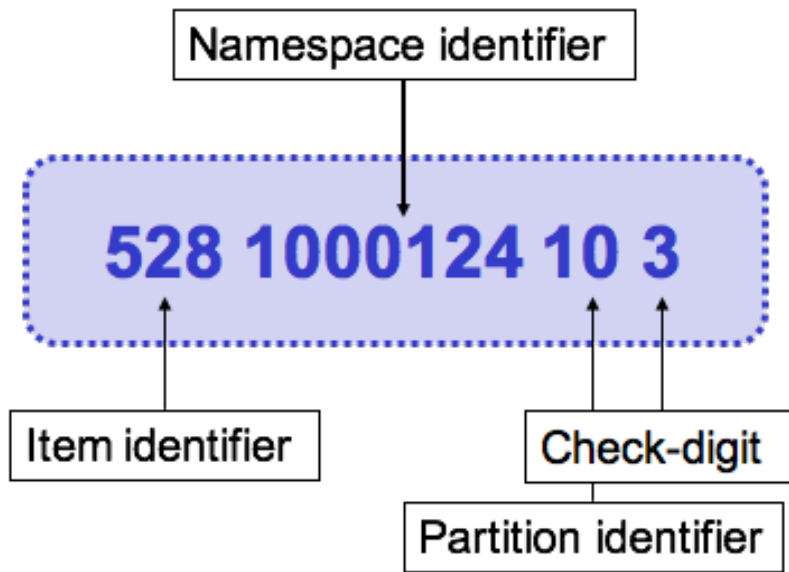 Namespace identifier
528 1000124 10 3
Item identifier
Check-digit
Partition identifier